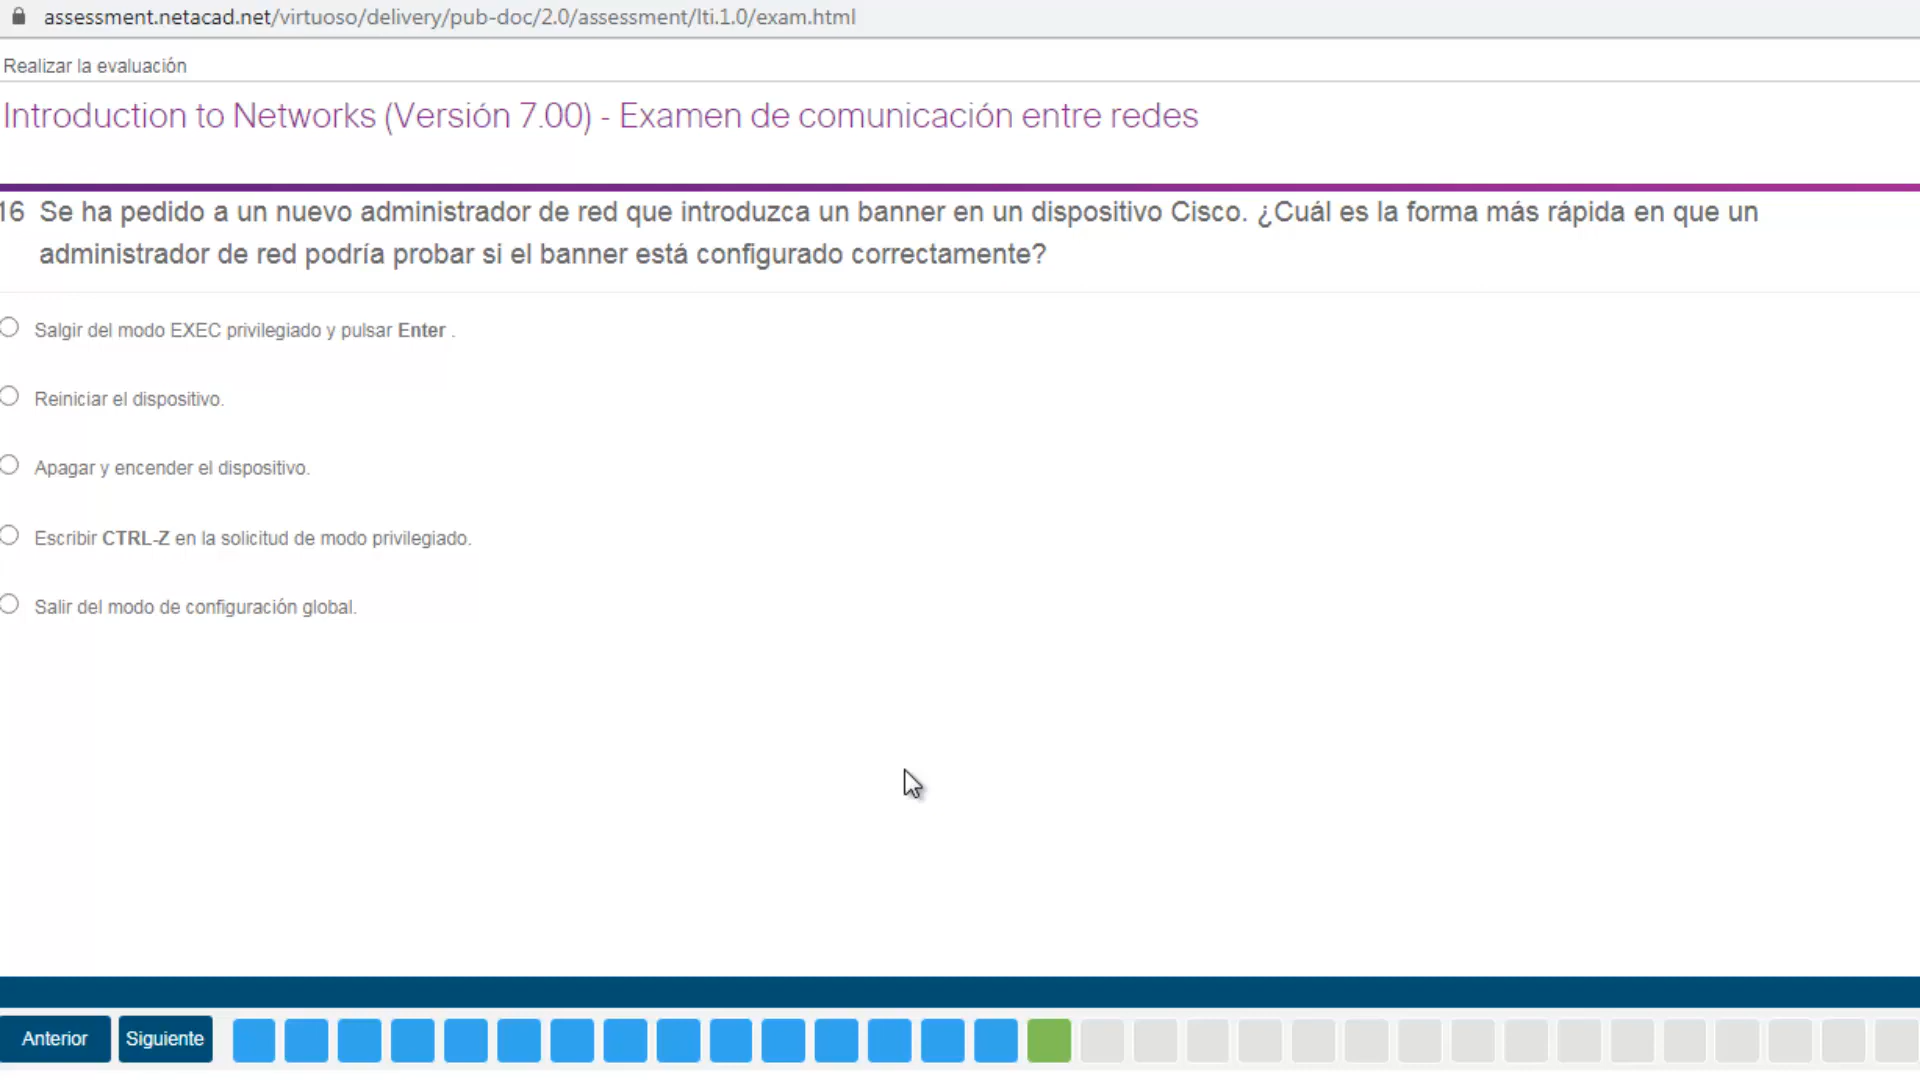 assessment.netacad.net/virtuoso/delivery/pub-doc/2.0/assessment/lti.1.0/exam.html
Realizar la evaluación
Introduction to Networks (Versión 7.00) - Examen de comunicación entre redes
16 Se ha pedido a un nuevo administrador de red que introduzca un banner en un dispositivo Cisco. ¿Cuál es la forma más rápida en que un
administrador de red podría probar si el banner está configurado correctamente?
Salgir del modo EXEC privilegiado y pulsar Enter .
Reiniciar el dispositivo.
Apagar y encender el dispositivo.
Escribir CTRL-Z en la solicitud de modo privilegiado.
Salir del modo de configuración global.
Anterior Siguiente